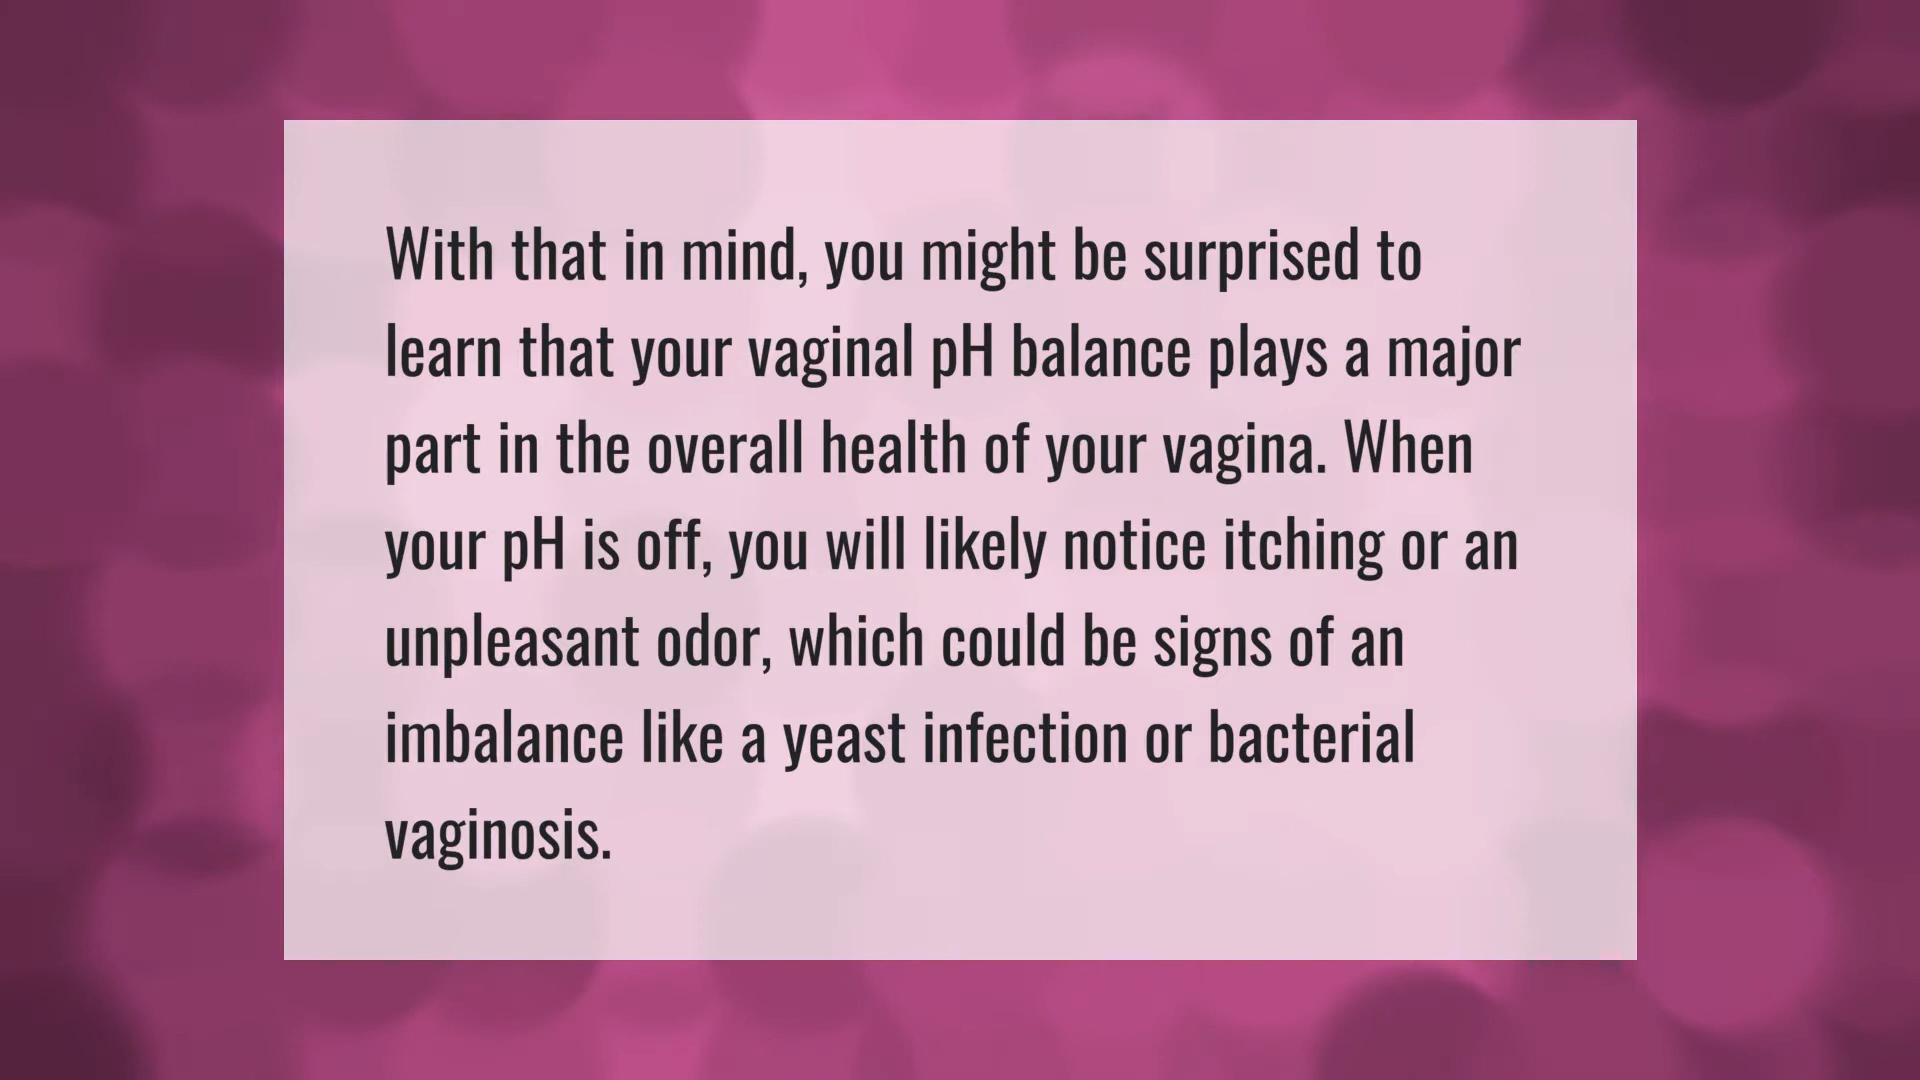 With that in mind, you might be surprised to
learn that your vaginal pH balance plays a major
part in the overall health of your vagina. When
your pH is off, you will likely notice itching or an
unpleasant odor, which could be signs of an
imbalance like a yeast infection or bacterial
vaginosis.